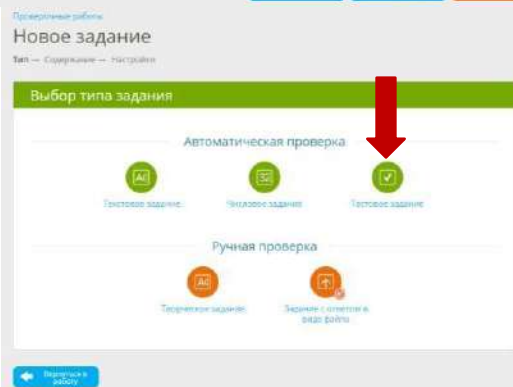 Проверочные работы
Новое задание
Тип — Содержание — Настройки
Выбор типа задания
Автоматическая проверка
Текстовое задание
Числовое задание
Тестовое задание
Ручная проверка
Творческое задание
Задание с ответом в
виде файла
Вернуться в
работу